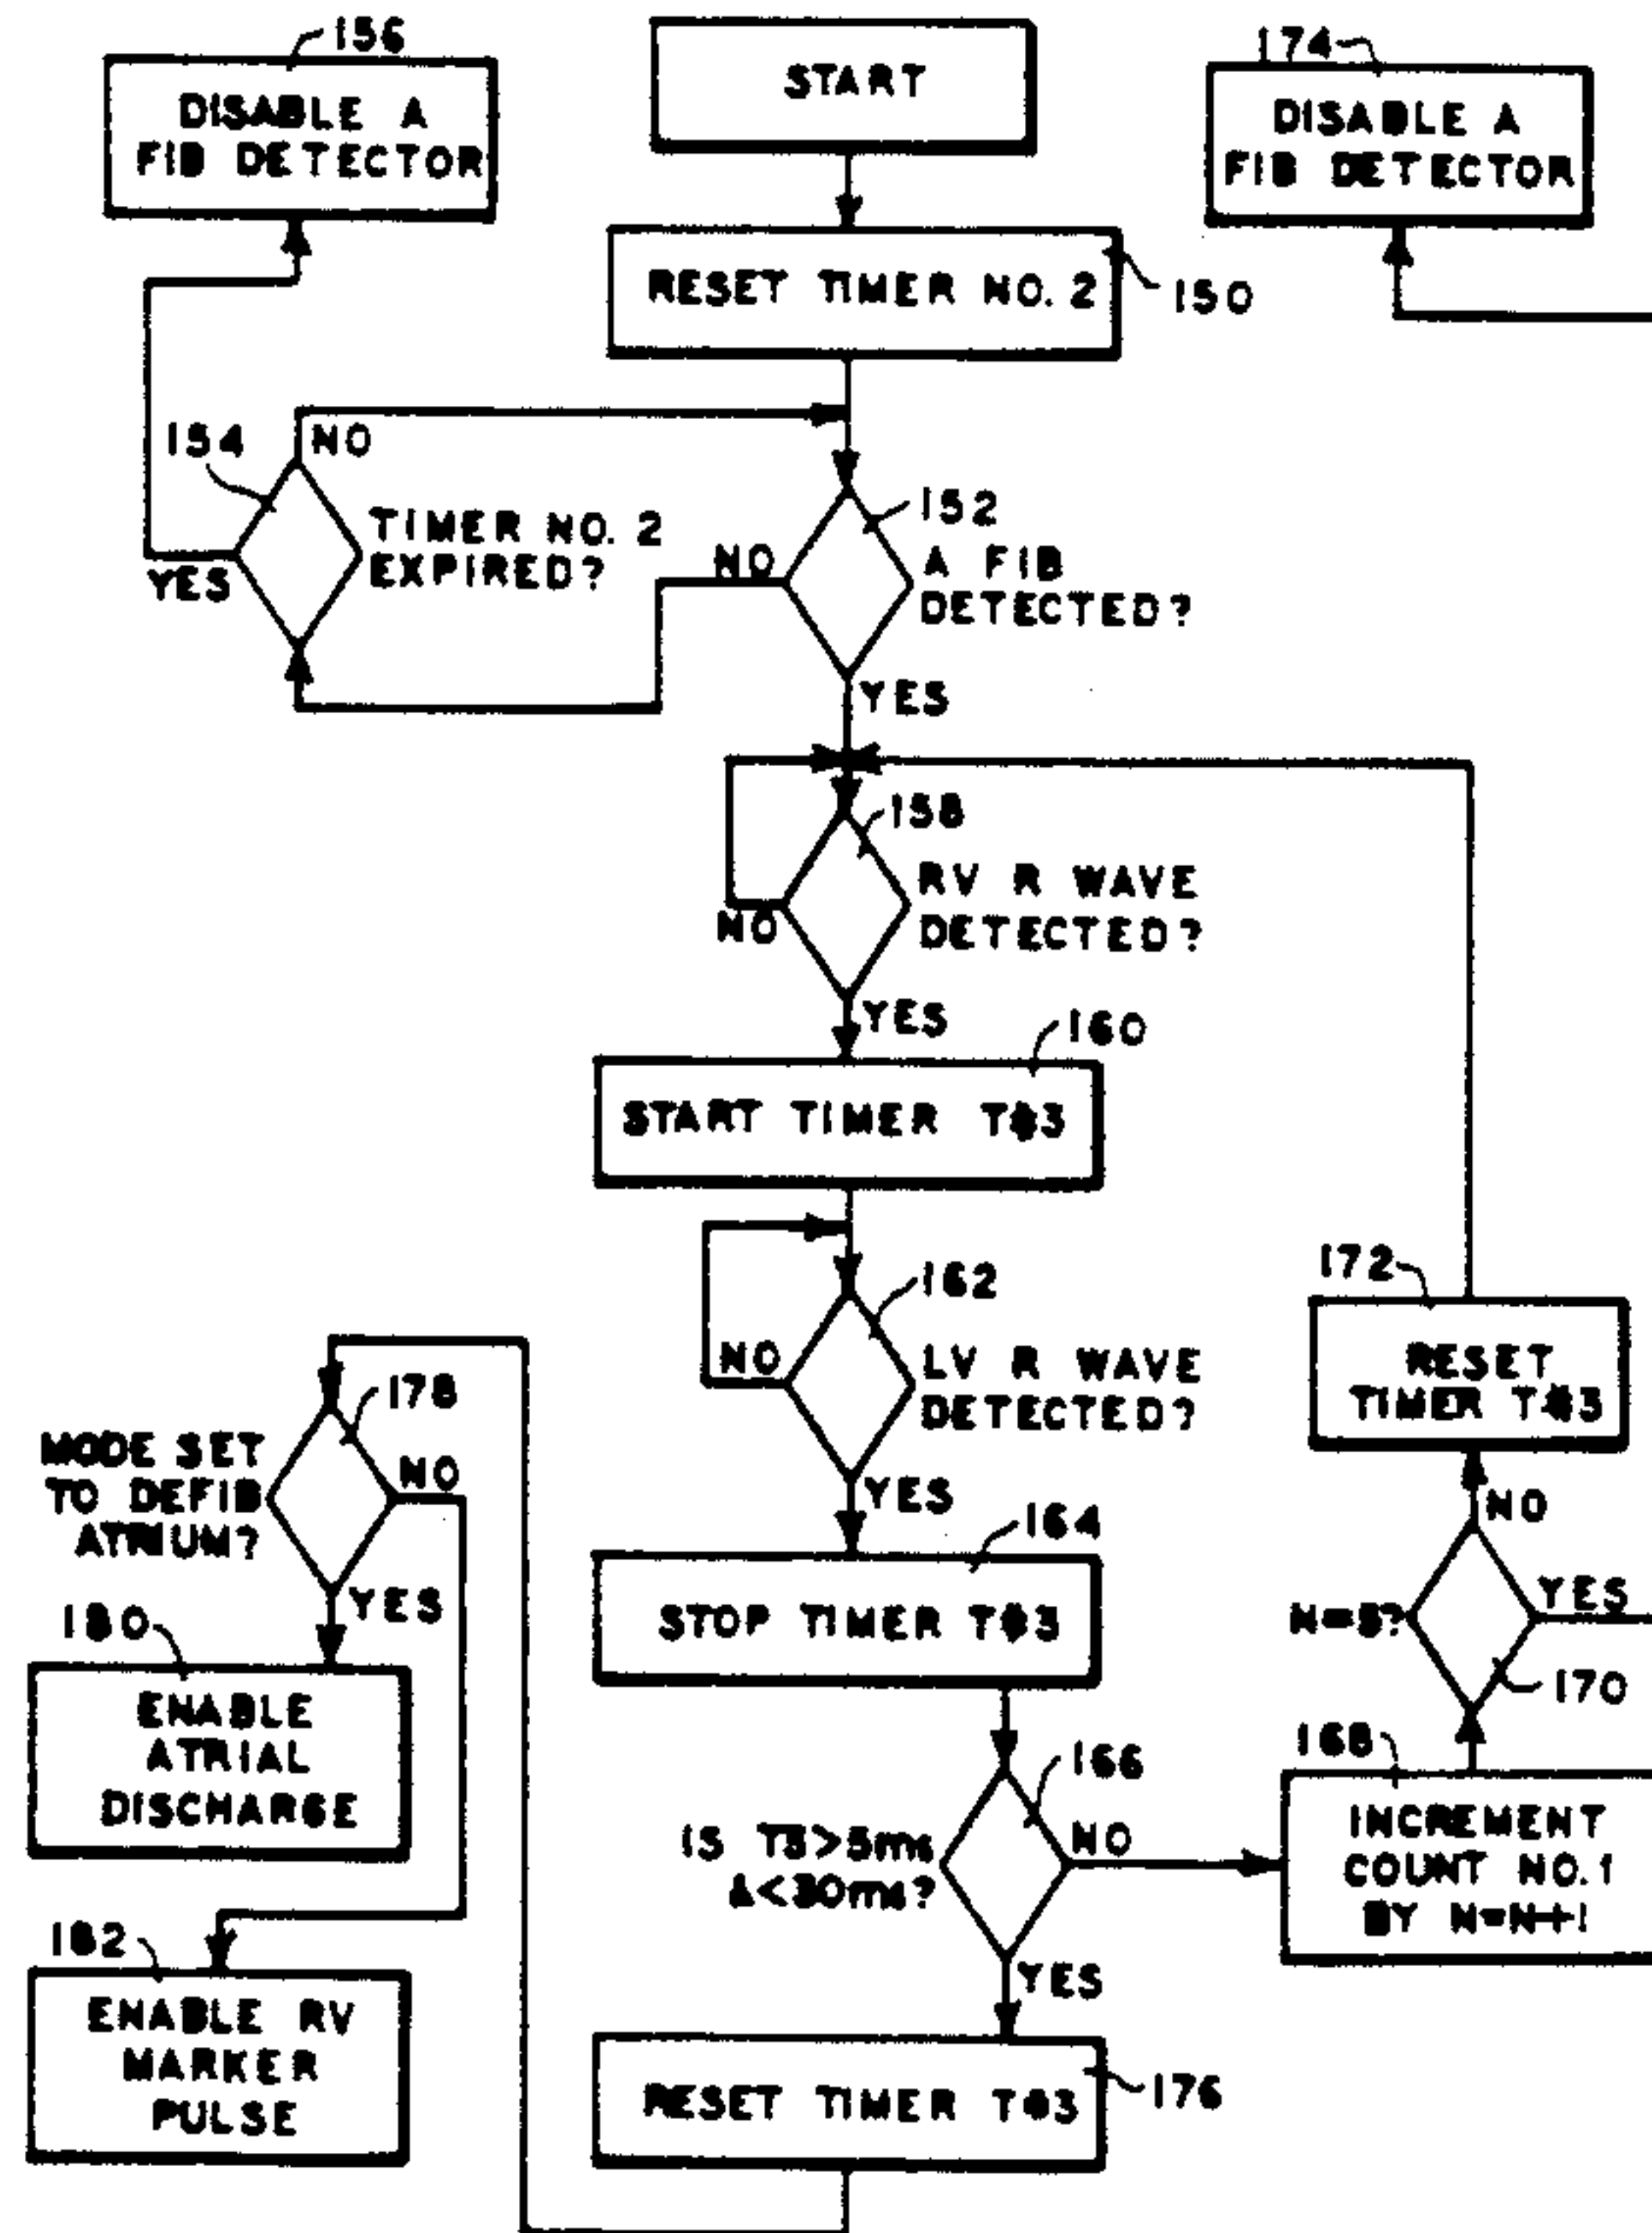 156
DISABLE A
FIB DETECTOR
START
174
DISABLE A
FIB DETECTOR
RESET TIMER NO. 2
150
154
NO
TIMER NO. 2
EXPIRED?
YES
152
NO
A FIB
DETECTED?
YES
158
RV R WAVE
DETECTED?
NO
YES
160
START TIMER T#3
162
NO
LV R WAVE
DETECTED?
YES
172
RESET
TIMER T#3
178
MODE SET
TO DEFIB
ATRIUM?
NO
YES
164
STOP TIMER T#3
NO
N=5?
YES
170
180
ENABLE
ATRIAL
DISCHARGE
166
IS T3>5ms
&<30ms?
NO
YES
168
INCREMENT
COUNT NO.1
BY N=N+1
182
ENABLE RV
MARKER
PULSE
RESET TIMER T#3
176